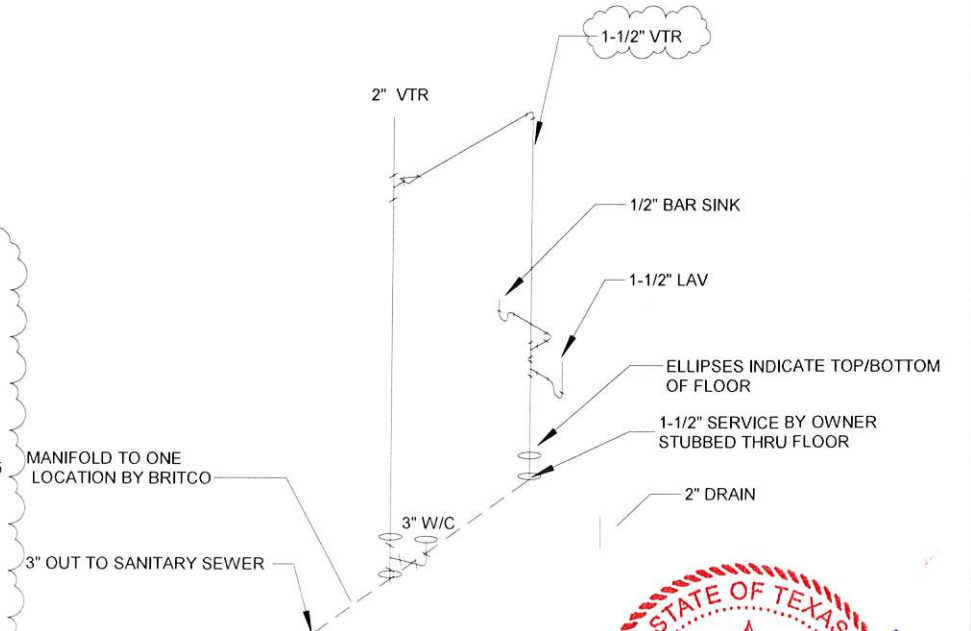 1-1/2" VTR
2" VTR
1/2" BAR SINK
1-1/2" LAV
ELLIPSES INDICATE TOP/BOTTOM
OF FLOOR
1-1/2" SERVICE BY OWNER
STUBBED THRU FLOOR
MANIFOLD TO ONE
LOCATION BY BRITCO
2" DRAIN
3" W/C
3" OUT TO SANITARY SEWER
STATE OF TEXAS